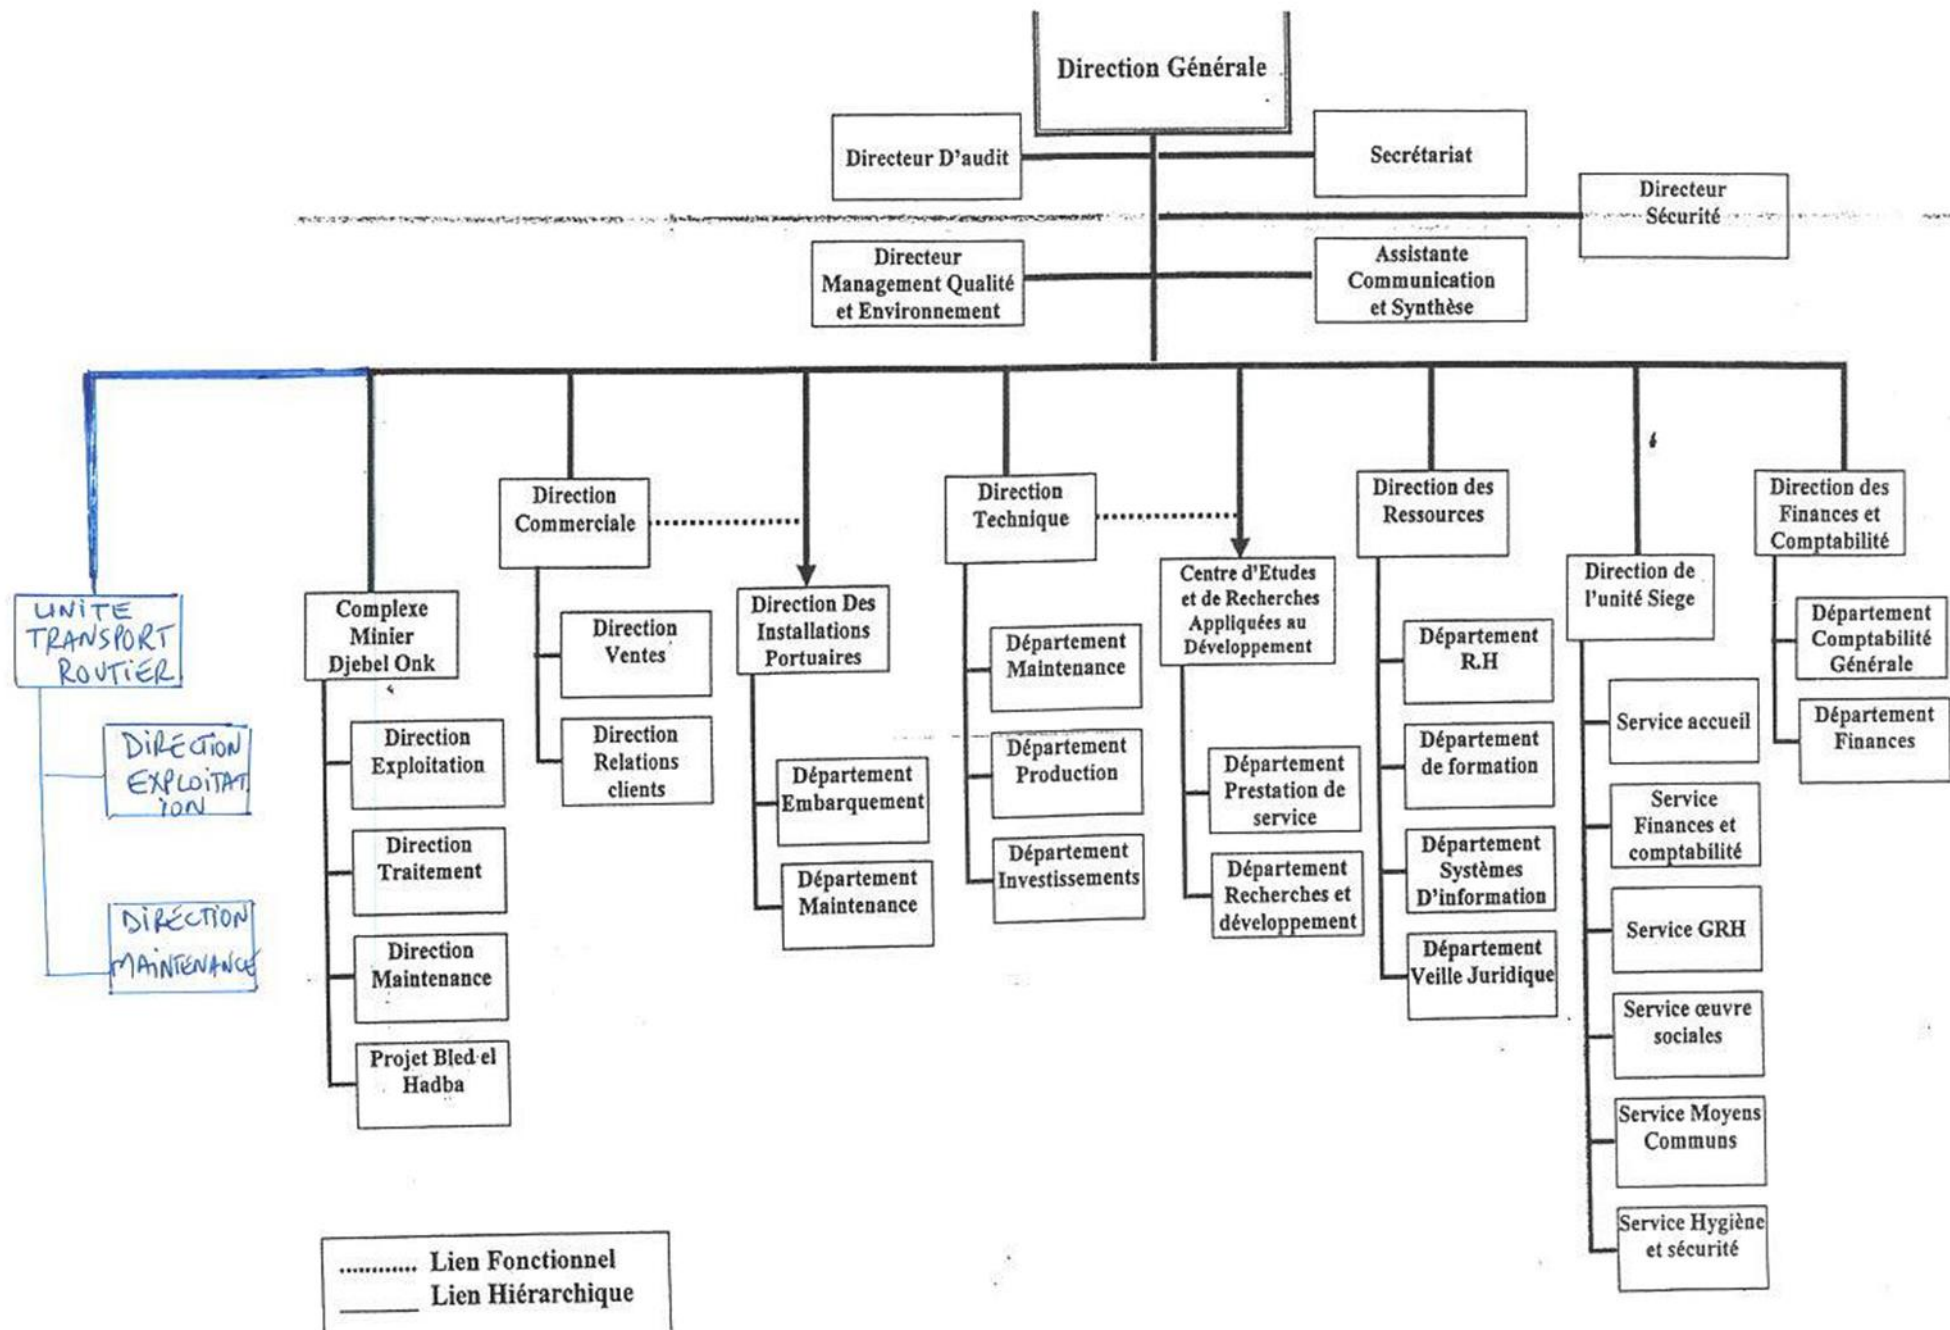 Direction Générale
Directeur D'audit
Secrétariat
Directeur
Sécurité
Directeur
Management Qualité
et Environnement
Assistante
Communication
et Synthèse
UNITE
TRANSPORT
ROUTIER
DIRECTION
EXPLOITAT
ION
DIRECTION
MAINTENANCE
Complexe
Minier
Djebel Onk
Direction
Exploitation
Direction
Traitement
Direction
Maintenance
Projet Bled el
Hadba
Direction
Commerciale
Direction
Ventes
Direction
Relations
clients
Direction Des
Installations
Portuaires
Département
Embarquement
Département
Maintenance
Direction
Technique
Département
Maintenance
Département
Production
Département
Investissements
Centre d'Etudes
et de Recherches
Appliquées au
Développement
Département
Prestation de
service
Département
Recherches et
développement
Direction des
Ressources
Départment
R.H
Département
de formation
Département
Systèmes
D'information
Département
Veille Juridique
Direction de
l'unité Siege
Service accueil
Service
Finances et
comptabilité
Service GRH
Service œuvre
sociales
Service Moyens
Communs
Service Hygiène
et sécurité
Direction des
Finances et
Comptabilité
Département
Comptabilité
Générale
Département
Finances
Lien Fonctionnel
Lien Hiérarchique